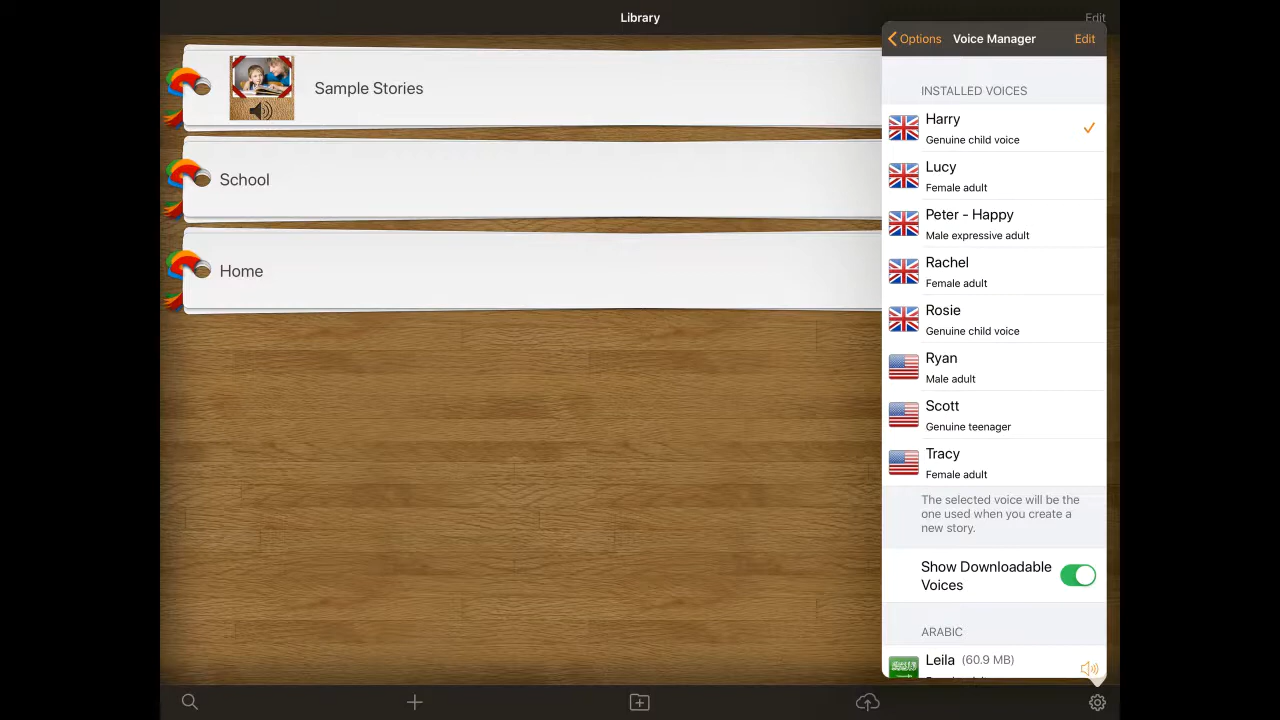 Library
Edit
Options
Voice Manager
Edit
Sample Stories
School
Home
INSTALLED VOICES
Harry
Genuine child voice
Lucy
Female adult
Peter - Happy
Male expressive adult
Rachel
Female adult
Rosie
Genuine child voice
Ryan
Male adult
Scott
Genuine teenager
Tracy
Female adult
The selected voice will be the
one used when you create a
new story.
Show Downloadable
Voices
ARABIC
Leila (60.9 MB)